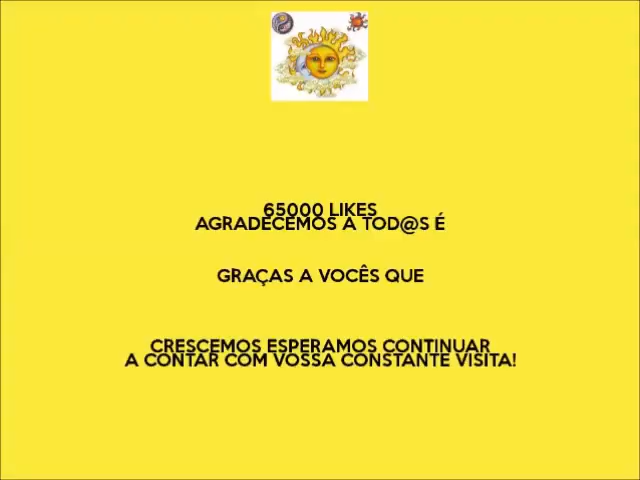 65000 LIKES
AGRADECEMOS A TOD@S É
GRAÇAS A VOCÊS QUE
CRESCEMOS ESPERAMOS CONTINUAR
A CONTAR COM VOSSA CONSTANTE VISITA!